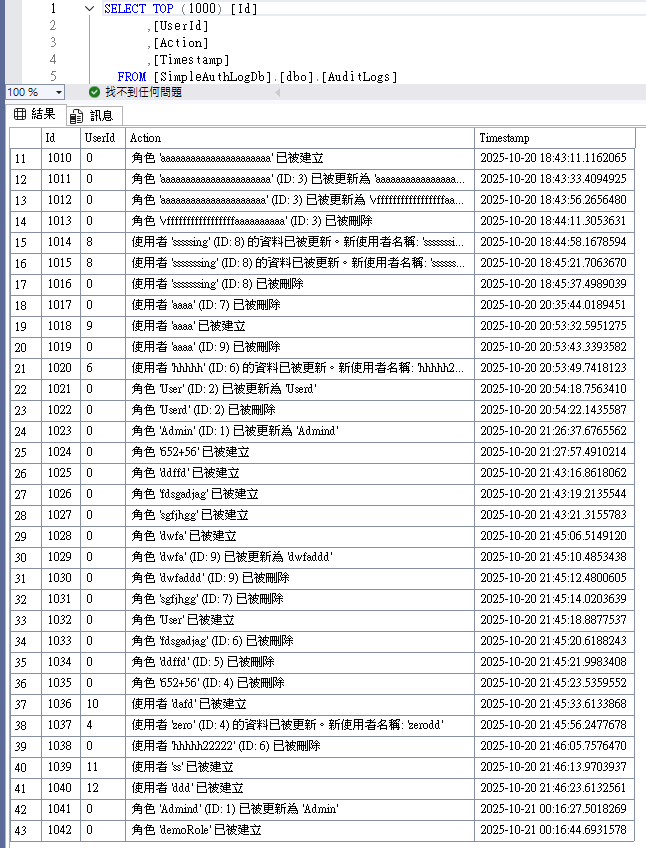 1 SELECT TOP (1000) [Id]
2 ,[UserId]
3 ,[Action]
4 ,[Timestamp]
5 FROM [SimpleAuthLogDb].[dbo].[AuditLogs]
100 % 找不到任何問題
結果 訊息
Id UserId Action Timestamp
11 1010 0 角色 'aaaaaaaaaaaaaaaaaaaaaa' 已被建立 2025-10-20 18:43:11.1162065
12 1011 0 角色 'aaaaaaaaaaaaaaaaaaaaaa' (ID: 3) 已被更新為 'aaaaaaaaaaaaaaaa... 2025-10-20 18:43:33.4094925
13 1012 0 角色 'aaaaaaaaaaaaaaaaaaaaa' (ID: 3) 已被更新為 '\/fffffffffffffffffaa... 2025-10-20 18:43:56.2656480
14 1013 0 角色 '\/fffffffffffffffffaaaaaaaaaa' (ID: 3) 已被刪除 2025-10-20 18:44:11.3053631
15 1014 8 使用者 'sssssing' (ID: 8) 的資料已被更新。新使用者名稱: 'ssssssi... 2025-10-20 18:44:58.1678594
16 1015 8 使用者 'sssssssing' (ID: 8) 的資料已被更新。新使用者名稱: 'ssssss... 2025-10-20 18:45:21.7063670
17 1016 0 使用者 'sssssssing' (ID: 8) 已被刪除 2025-10-20 18:45:37.4989039
18 1017 0 使用者 'aaaa' (ID: 7) 已被刪除 2025-10-20 20:35:44.0189451
19 1018 9 使用者 'aaaa' 已被建立 2025-10-20 20:53:32.5951275
20 1019 0 使用者 'aaaa' (ID: 9) 已被刪除 2025-10-20 20:53:43.3393582
21 1020 6 使用者 'hhhhh' (ID: 6) 的資料已被更新。新使用者名稱: 'hhhhh2... 2025-10-20 20:53:49.7418123
22 1021 0 角色 'User' (ID: 2) 已被更新為 'Userd' 2025-10-20 20:54:18.7563410
23 1022 0 角色 'Userd' (ID: 2) 已被刪除 2025-10-20 20:54:22.1435587
24 1023 0 角色 'Admin' (ID: 1) 已被更新為 'Admind' 2025-10-20 21:26:37.6765562
25 1024 0 角色 '652+56' 已被建立 2025-10-20 21:27:57.4910214
26 1025 0 角色 'ddffd' 已被建立 2025-10-20 21:43:16.8618062
27 1026 0 角色 'fdsgadjag' 已被建立 2025-10-20 21:43:19.2135544
28 1027 0 角色 'sgfjhgg' 已被建立 2025-10-20 21:43:21.3155783
29 1028 0 角色 'dwfa' 已被建立 2025-10-20 21:45:06.5149120
30 1029 0 角色 'dwfa' (ID: 9) 已被更新為 'dwfaddd' 2025-10-20 21:45:10.4853438
31 1030 0 角色 'dwfaddd' (ID: 9) 已被刪除 2025-10-20 21:45:12.4800605
32 1031 0 角色 'sgfjhgg' (ID: 7) 已被刪除 2025-10-20 21:45:14.0203639
33 1032 0 角色 'User' 已被建立 2025-10-20 21:45:18.8877537
34 1033 0 角色 'fdsgadjag' (ID: 6) 已被刪除 2025-10-20 21:45:20.6188243
35 1034 0 角色 'ddffd' (ID: 5) 已被刪除 2025-10-20 21:45:21.9983408
36 1035 0 角色 '652+56' (ID: 4) 已被刪除 2025-10-20 21:45:23.5359552
37 1036 10 使用者 'dafd' 已被建立 2025-10-20 21:45:33.6133868
38 1037 4 使用者 'zero' (ID: 4) 的資料已被更新。新使用者名稱: 'zerodd' 2025-10-20 21:45:56.2477678
39 1038 0 使用者 'hhhhh22222' (ID: 6) 已被刪除 2025-10-20 21:46:05.7576470
40 1039 11 使用者 'ss' 已被建立 2025-10-20 21:46:13.9703937
41 1040 12 使用者 'ddd' 已被建立 2025-10-20 21:46:23.6132561
42 1041 0 角色 'Admind' (ID: 1) 已被更新為 'Admin' 2025-10-21 00:16:27.5018269
43 1042 0 角色 'demoRole' 已被建立 2025-10-21 00:16:44.6931578